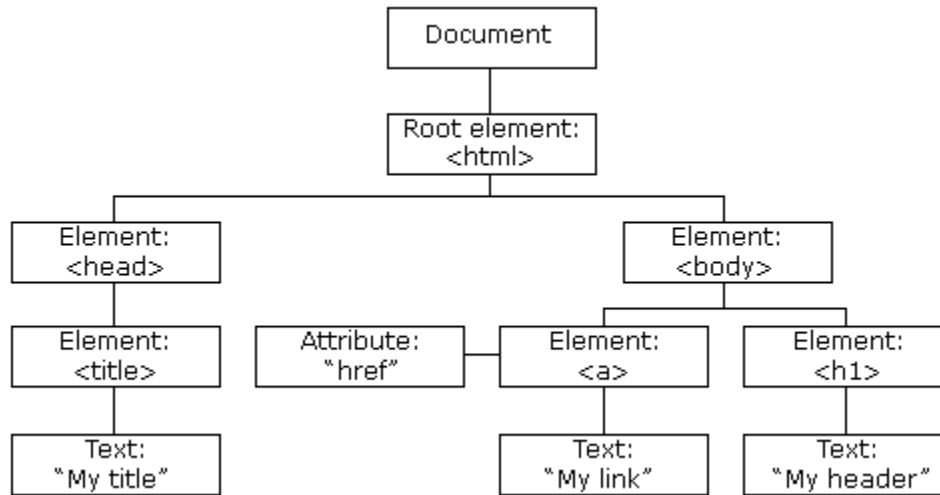 Document
Root element:
<html>
Element:
<head>
Element:
<body>
Element:
<title>
Attribute:
“href”
Element:
<a>
Element:
<h1>
Text:
“My title”
Text:
“My link”
Text:
“My header”